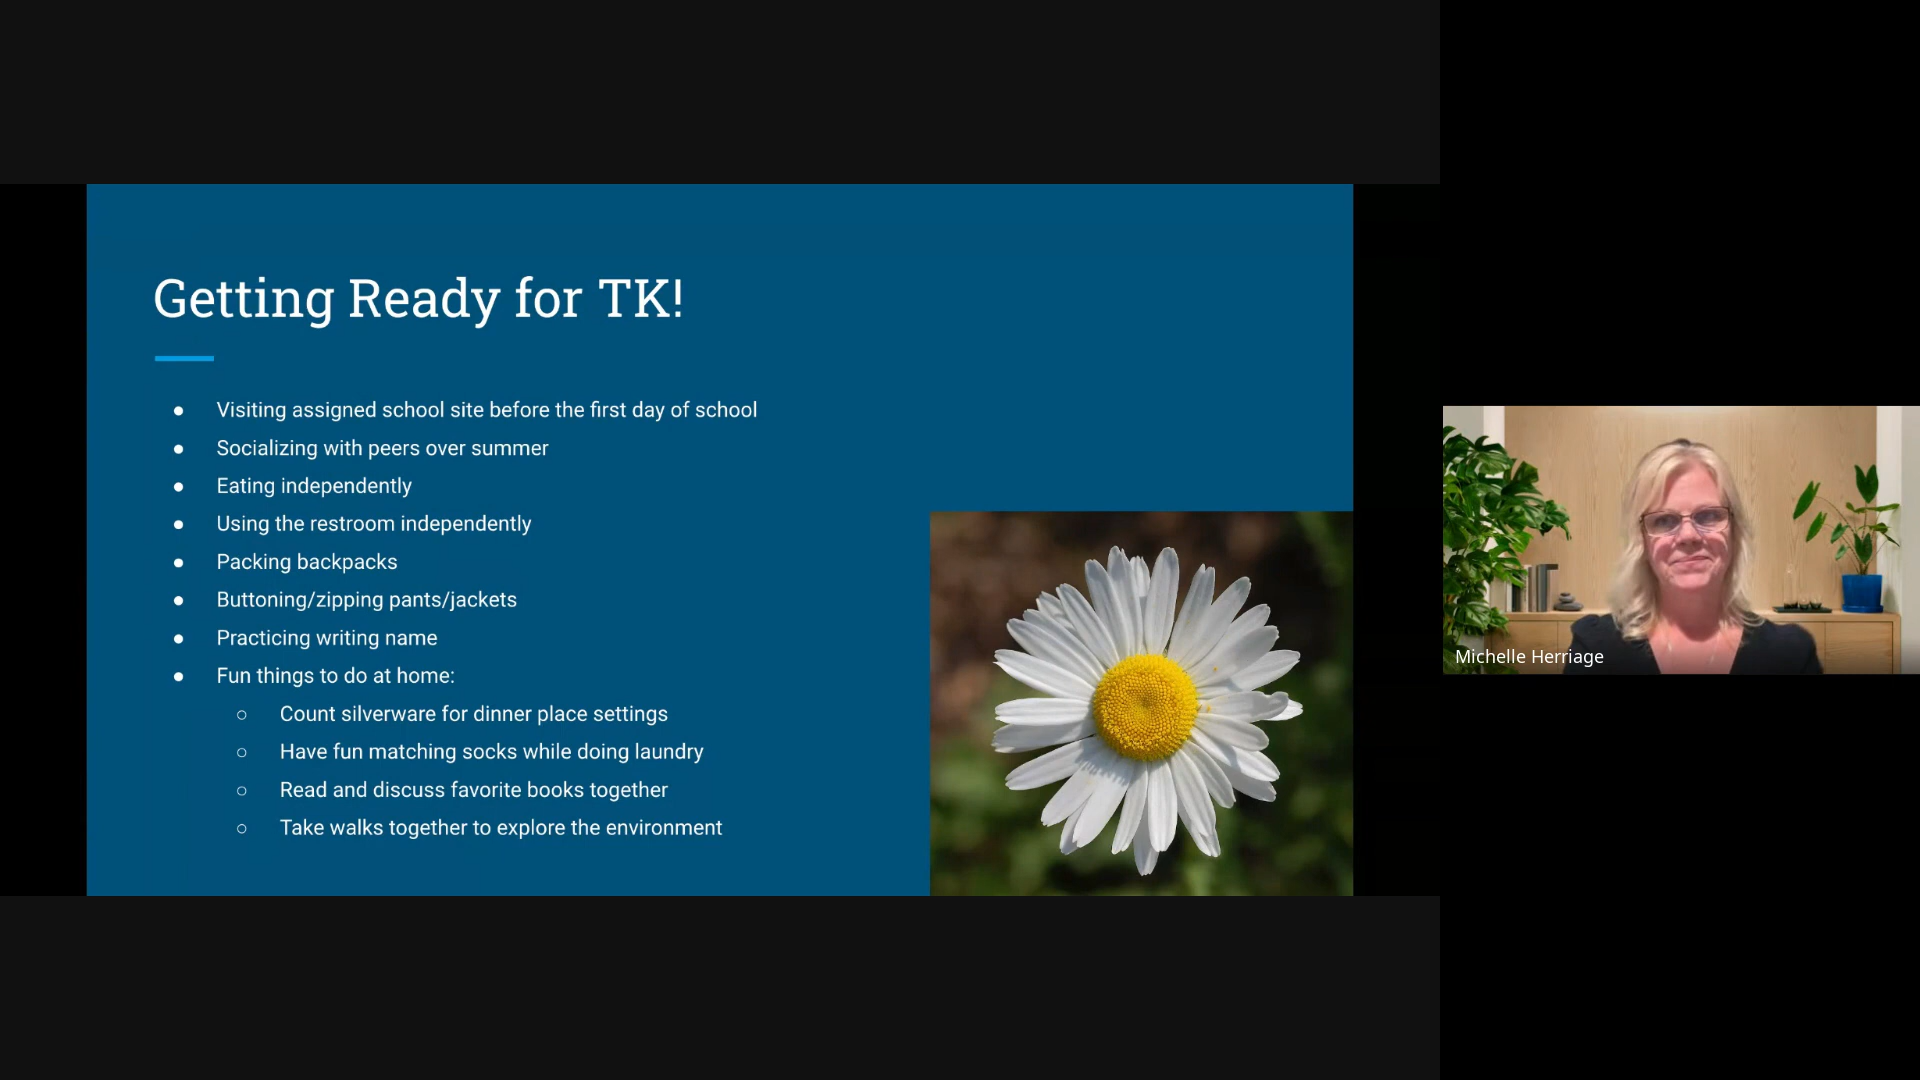 Getting Ready for TK!
Visiting assigned school site before the first day of school
Socializing with peers over summer
Eating independently
Using the restroom independently
Packing backpacks
Buttoning/zipping pants/jackets
Practicing writing name
Fun things to do at home:
Count silverware for dinner place settings
Have fun matching socks while doing laundry
Read and discuss favorite books together
Take walks together to explore the environment
Michelle Herriage